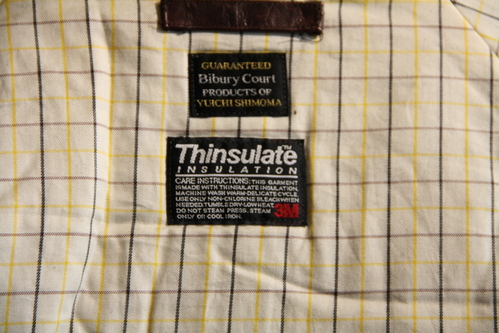 GUARANTEED
Bibury Court
PRODUCTS OF
YUICHI SHIMOMA
Thinsulate™
INSULATION
CARE INSTRUCTIONS: THIS GARMENT
IS MADE WITH THINSULATE INSULATION.
MACHINE WASH WARM-DELICATE CYCLE.
USE ONLY NON-CHLORINE BLEACH WHEN
NEEDED. TUMBLE DRY-LOW HEAT.
DO NOT STEAM PRESS. STEAM
ONLY OR COOL IRON.
3M